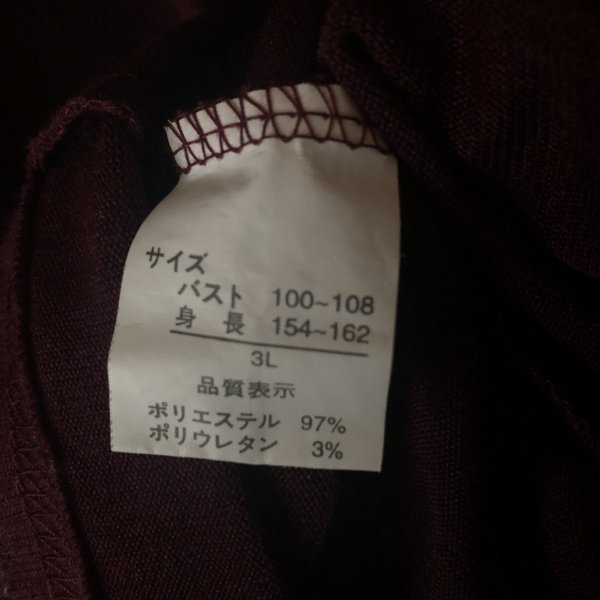 サイズ
バスト 100~108
身長 154~162
3L
品質表示
ポリエステル 97%
ポリウレタン 3%